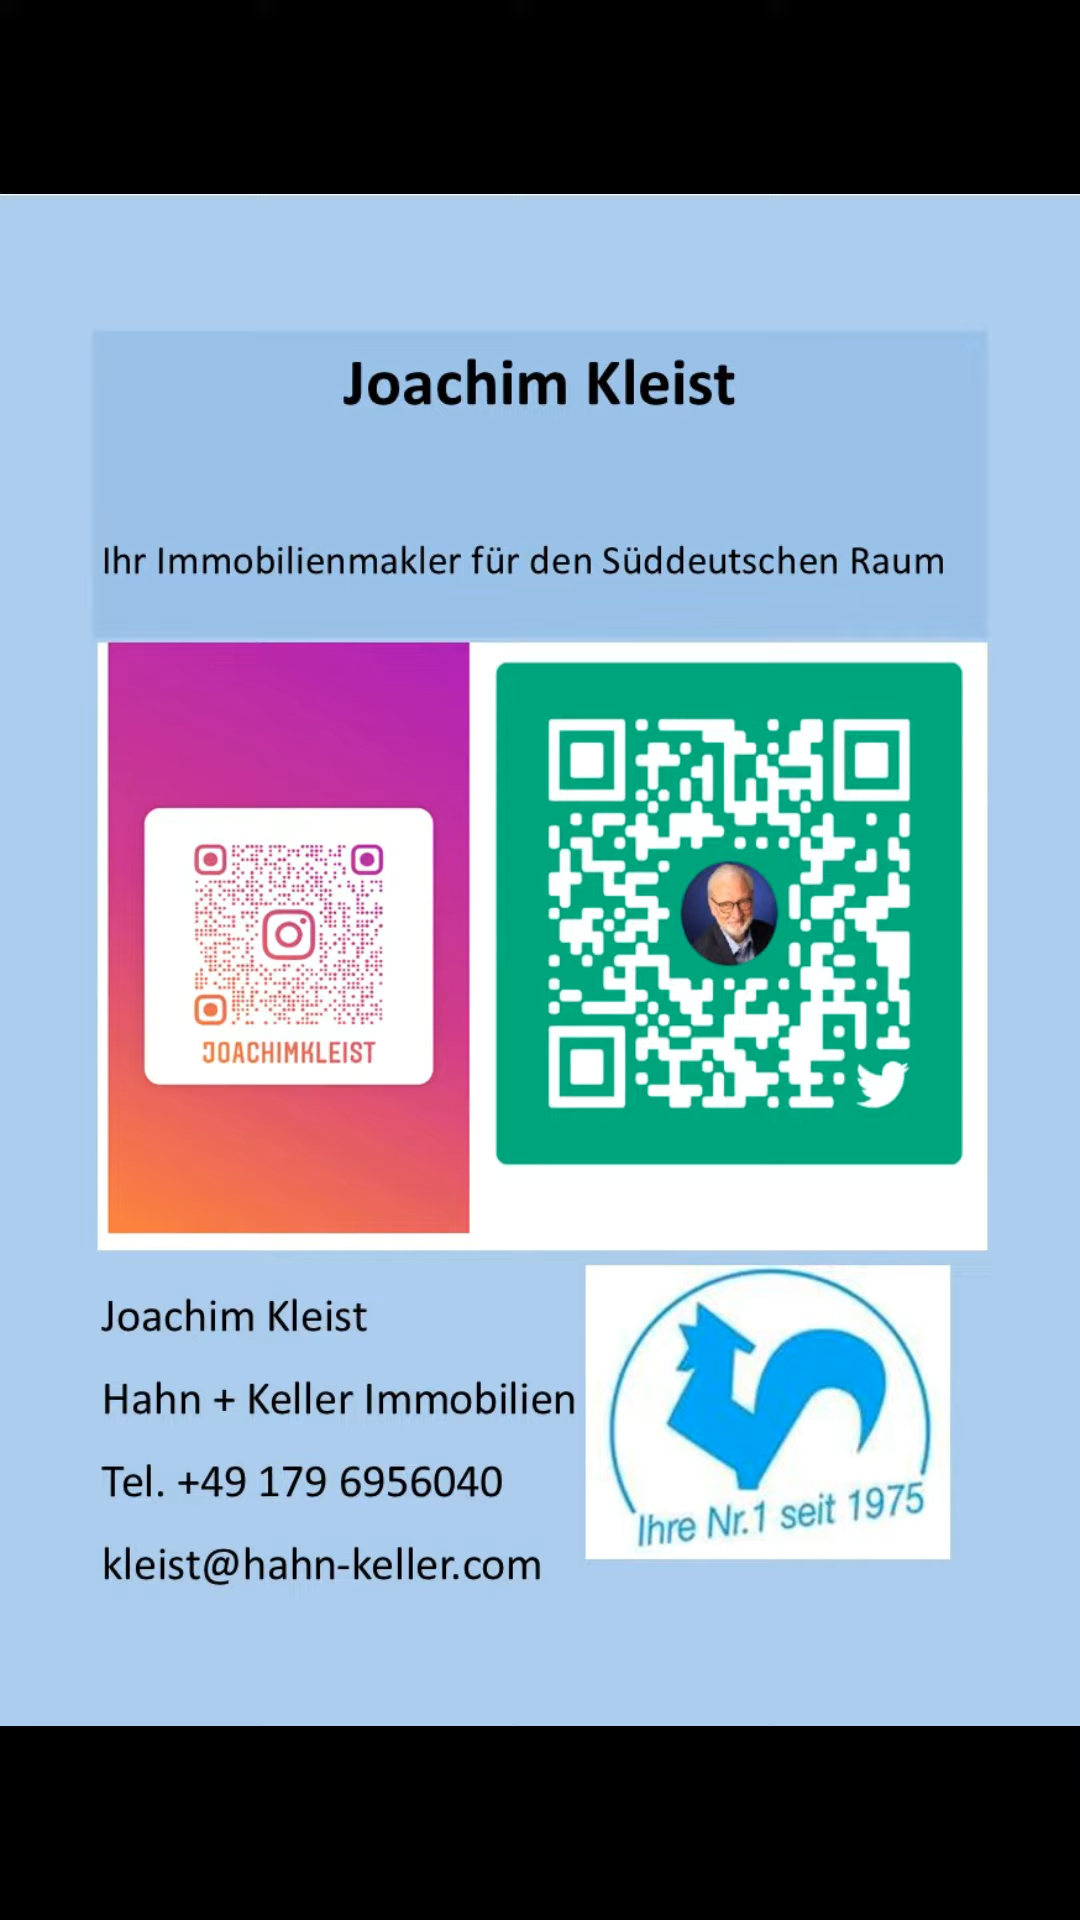 Joachim Kleist
Ihr Immobilienmakler für den Süddeutschen Raum
JOACHIMKLEIST
Joachim Kleist
Hahn + Keller Immobilien
Tel. +49 179 6956040
kleist@hahn-keller.com
Ihre Nr.1 seit 1975